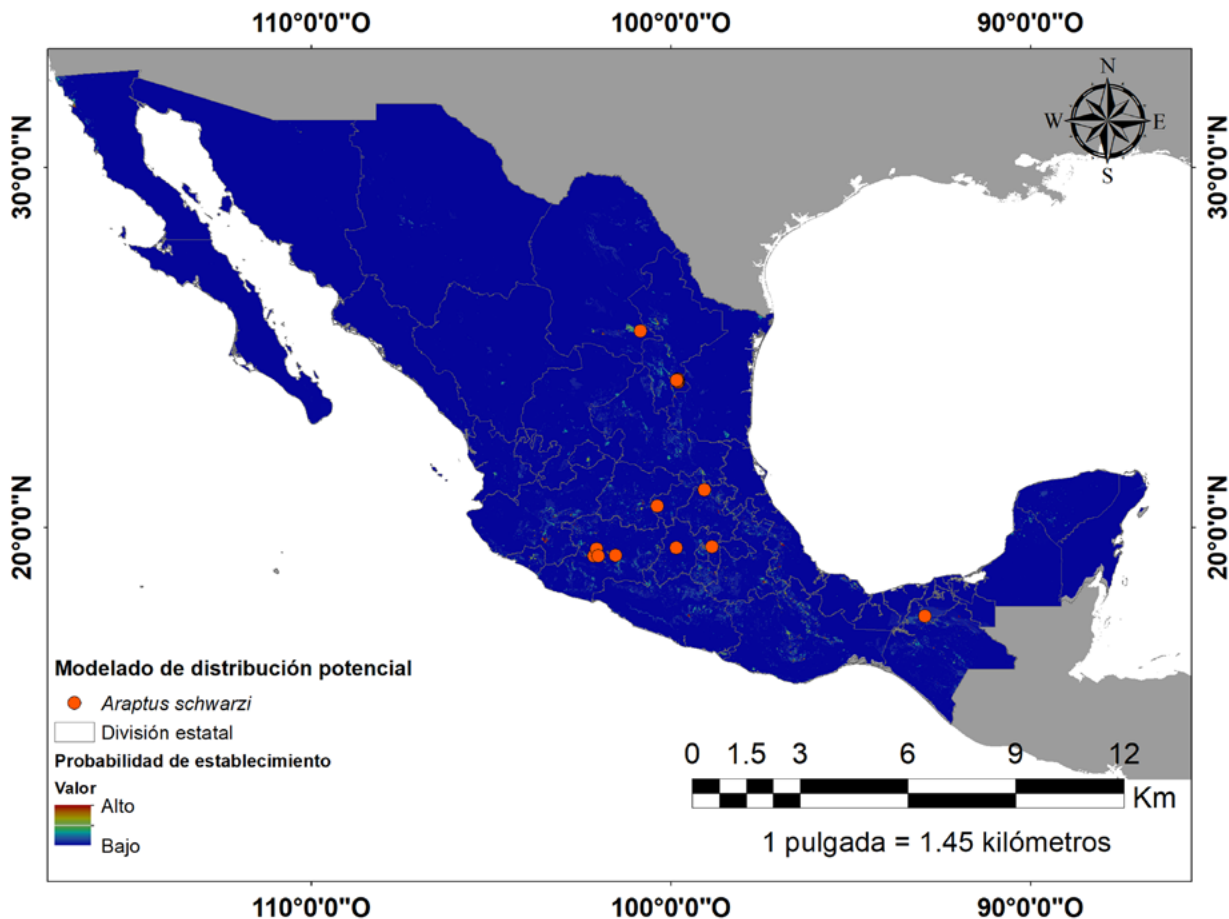 110°0'0"O 100°0'0"O 90°0'0"O
N
W E
S
30°0'0"N 30°0'0"N
20°0'0"N 20°0'0"N
Modelado de distribución potencial
Araptus schwarzi
División estatal
Probabilidad de establecimiento
Valor
Alto
Bajo
0 1.5 3 6 9 12
Km
1 pulgada = 1.45 kilómetros
110°0'0"O 100°0'0"O 90°0'0"O